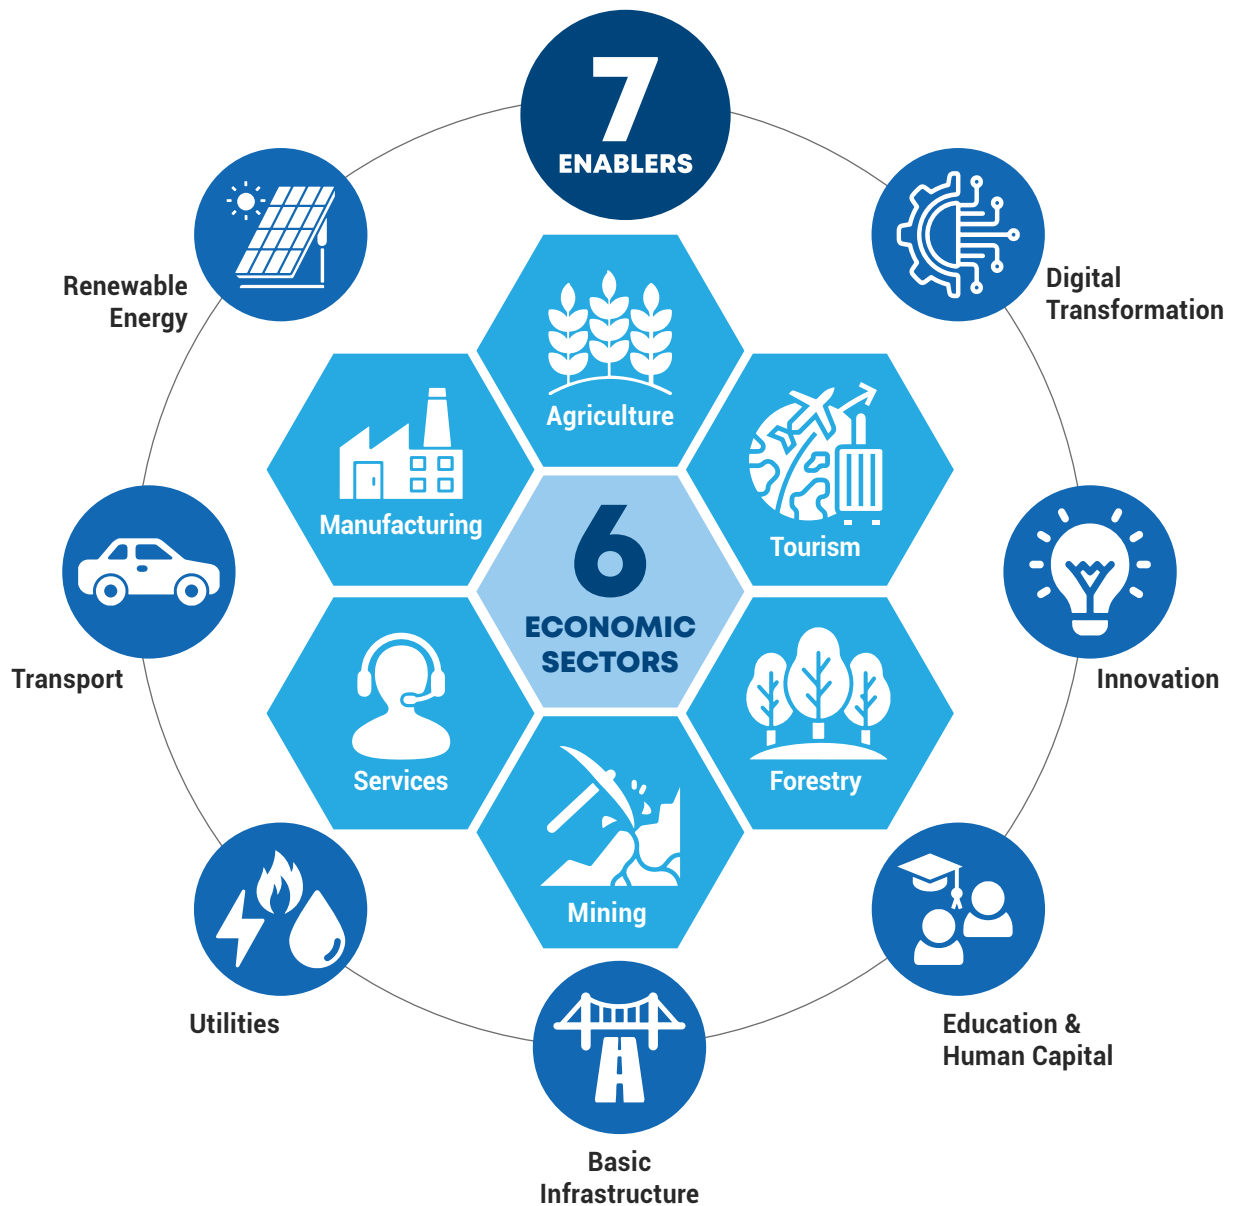 7
ENABLERS
Digital
Transformation
Innovation
Education &
Human Capital
Basic
Infrastructure
Utilities
Transport
Renewable
Energy
6
ECONOMIC
SECTORS
Agriculture
Tourism
Forestry
Mining
Services
Manufacturing